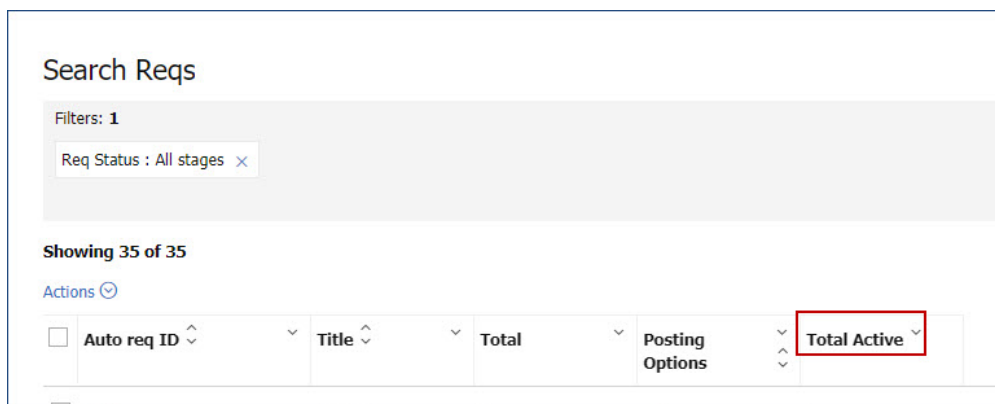 Search Reqs
Filters: 1
Req Status : All stages ×
Showing 35 of 35
Actions
Auto req ID Title Total Posting Options Total Active